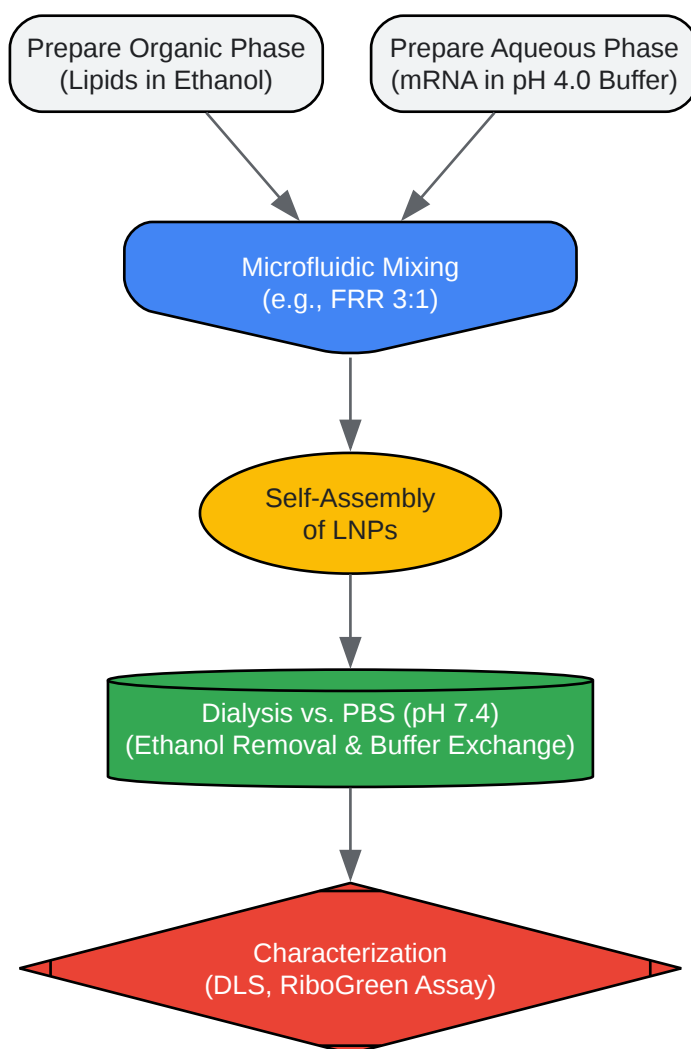 Prepare Organic Phase
(Lipids in Ethanol)
Prepare Aqueous Phase
(mRNA in pH 4.0 Buffer)
Microfluidic Mixing
(e.g., FRR 3:1)
Self-Assembly
of LNPs
Dialysis vs. PBS (pH 7.4)
(Ethanol Removal & Buffer Exchange)
Characterization
(DLS, RiboGreen Assay)